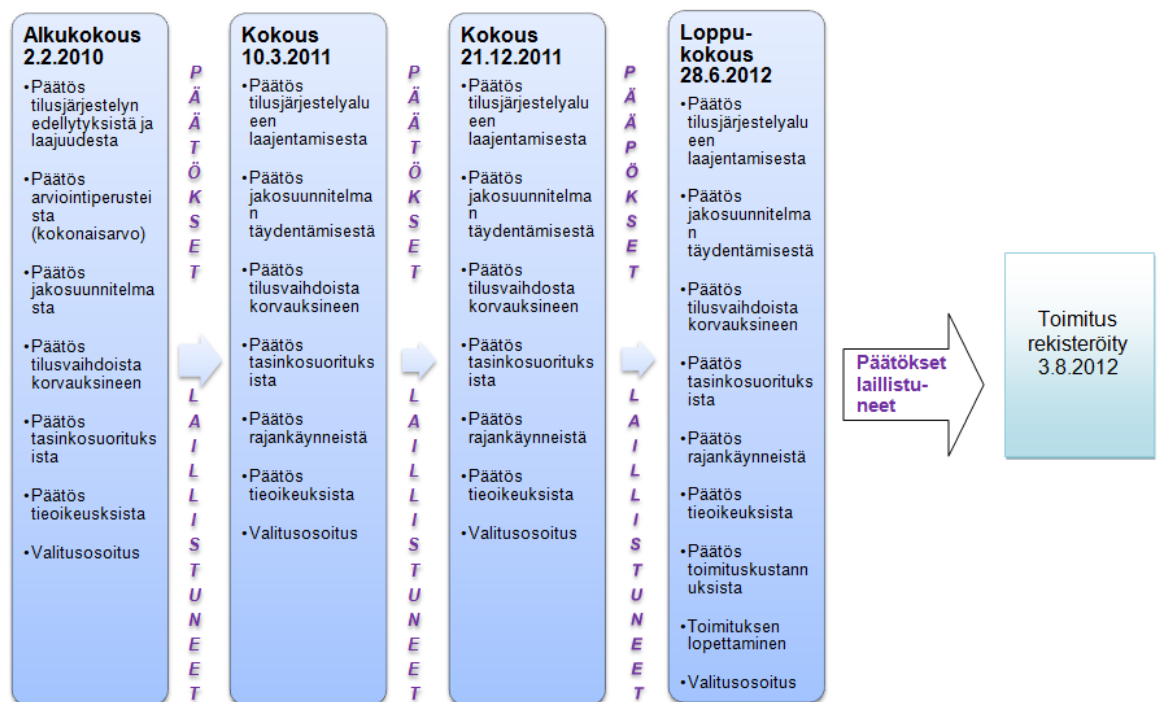 Alkukokous
2.2.2010
•Päätös
tilusjärjestelyn
edellytyksistä ja
laajuudesta
•Päätös
arviointiperustei
sta
(kokonaisarvo)
•Päätös
jakosuunnitelma
sta
•Päätös
tilusvaihdoista
korvauksineen
•Päätös
tasinkosuorituks
ista
•Päätös
tieoikeusksista
•Valitusosoitus
PÄÄTÖKSET
LAILLISTUNEET
Kokous
10.3.2011
•Päätös
tilusjärjestelyalu
een
laajentamisesta
•Päätös
jakosuunnitelma
n
täydentämisestä
•Päätös
tilusvaihdoista
korvauksineen
•Päätös
tasinkosuorituks
ista
•Päätös
rajankäynneistä
•Päätös
tieoikeuksista
•Valitusosoitus
PÄÄTÖKSET
LAILLISTUNEET
Kokous
21.12.2011
•Päätös
tilusjärjestelyalu
een
laajentamisesta
•Päätös
jakosuunnitelma
n
täydentämisestä
•Päätös
tilusvaihdosta
korvauksineen
•Päätös
tasinkosuorituks
ista
•Päätös
rajankäynneistä
•Päätös
tieoikeuksista
•Valitusosoitus
PÄÄPÖKSET
LAILLISTUNEET
Loppu-
kokous
28.6.2012
•Päätös
tilusjärjestelyalu
een
laajentamisesta
•Päätös
jakosuunnitelma
n
täydentämisestä
•Päätös
tilusvaihdoista
korvauksineen
•Päätös
tasinkosuorituks
ista
•Päätös
rajankäynneistä
•Päätös
tieoikeuksista
•Päätös
toimituskustann
uksista
•Toimituksen
lopettaminen
•Valitusosoitus
Päätökset
laillistu-
neet
Toimitus
rekisteröity
3.8.2012